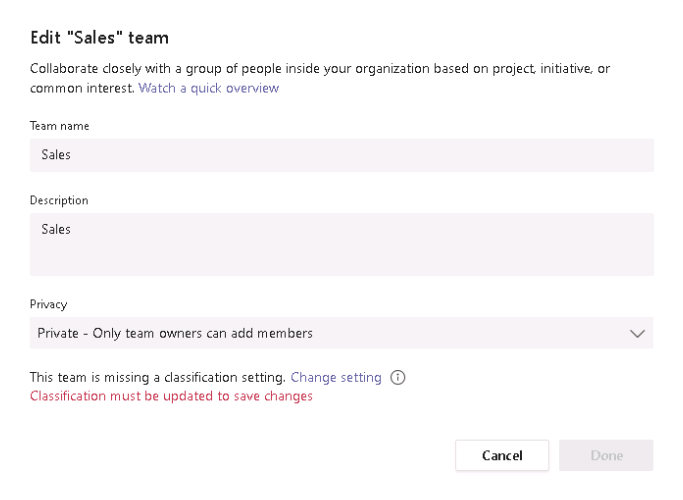 Edit "Sales" team
Collaborate closely with a group of people inside your organization based on project, initiative, or
common interest. Watch a quick overview
Team name
Sales
Description
Sales
Privacy
Private - Only team owners can add members
This team is missing a classification setting. Change setting
Classification must be updated to save changes
Cancel Done